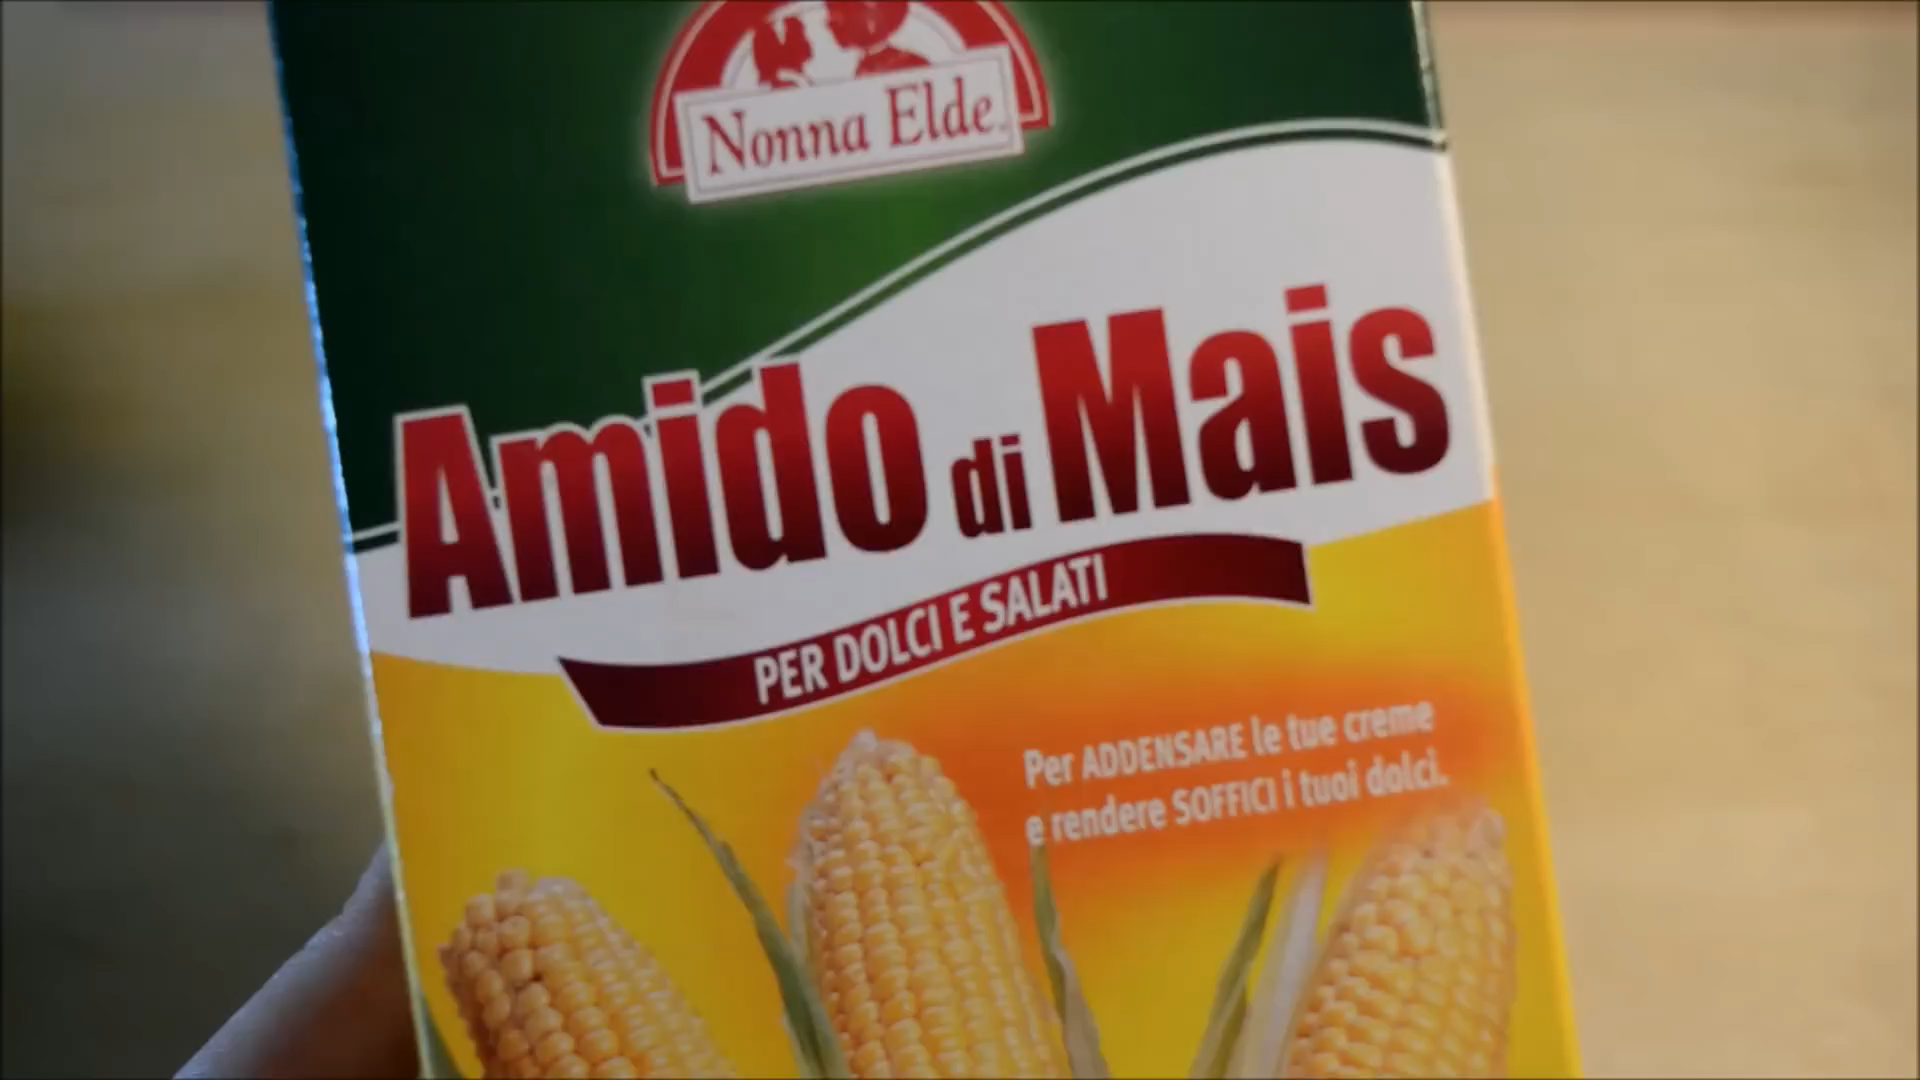 Nonna Elde
Amido di Mais
PER DOLCI E SALATI
Per ADDENSARE le tue creme
e rendere SOFFICI i tuoi dolci.